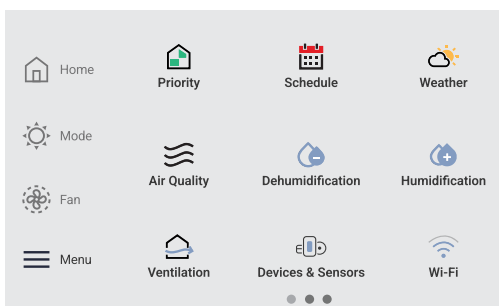 Home
Mode
Fan
Menu
Priority
Schedule
Weather
Air Quality
Dehumidification
Humidification
Ventilation
Devices & Sensors
Wi-Fi